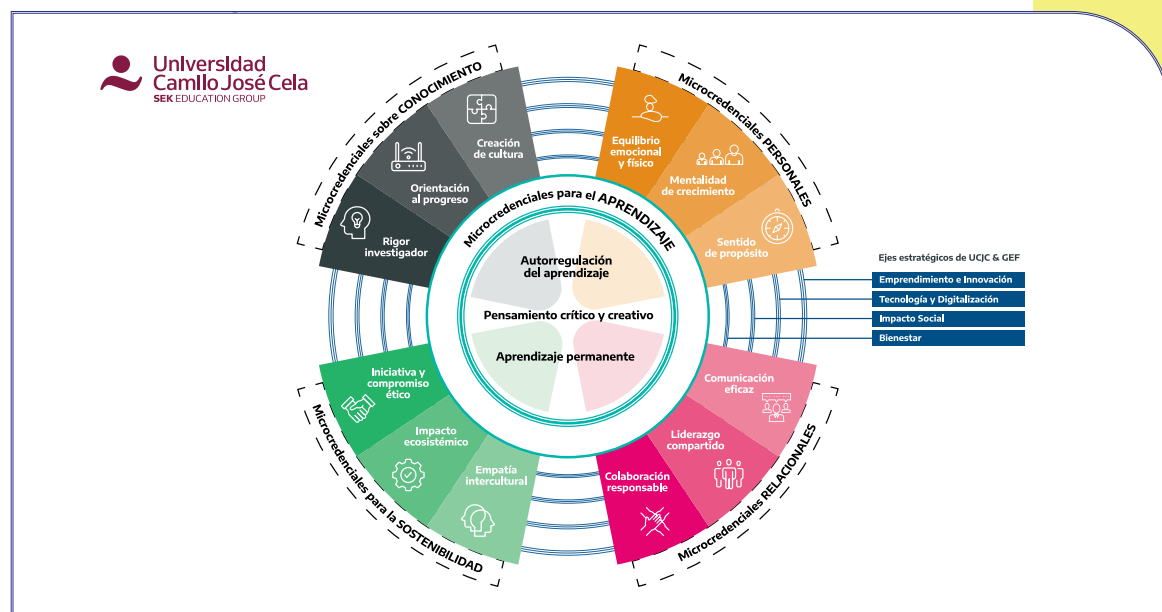 Universidad
Camilo José Cela
SEK EDUCATION GROUP
Microcredenciales sobre CONOCIMIENTO
Creación
de cultura
Orientación
al progreso
Rigor
investigador
Microcredenciales PERSONALES
Equilibrio
emocional
y físico
Mentalidad
de crecimiento
Sentido
de propósito
Microcredenciales para el APRENDIZAJE
Autorregulación
del aprendizaje
Pensamiento crítico y creativo
Aprendizaje permanente
Ejes estratégicos de UCJC & GEF
Emprendimiento e Innovación
Tecnología y Digitalización
Impacto Social
Bienestar
Iniciativa y
compromiso
ético
Impacto
ecosistémico
Empatía
intercultural
Microcredenciales para la SOSTENIBILIDAD
Comunicación
eficaz
Liderazgo
compartido
Colaboración
responsable
Microcredenciales RELACIONALES